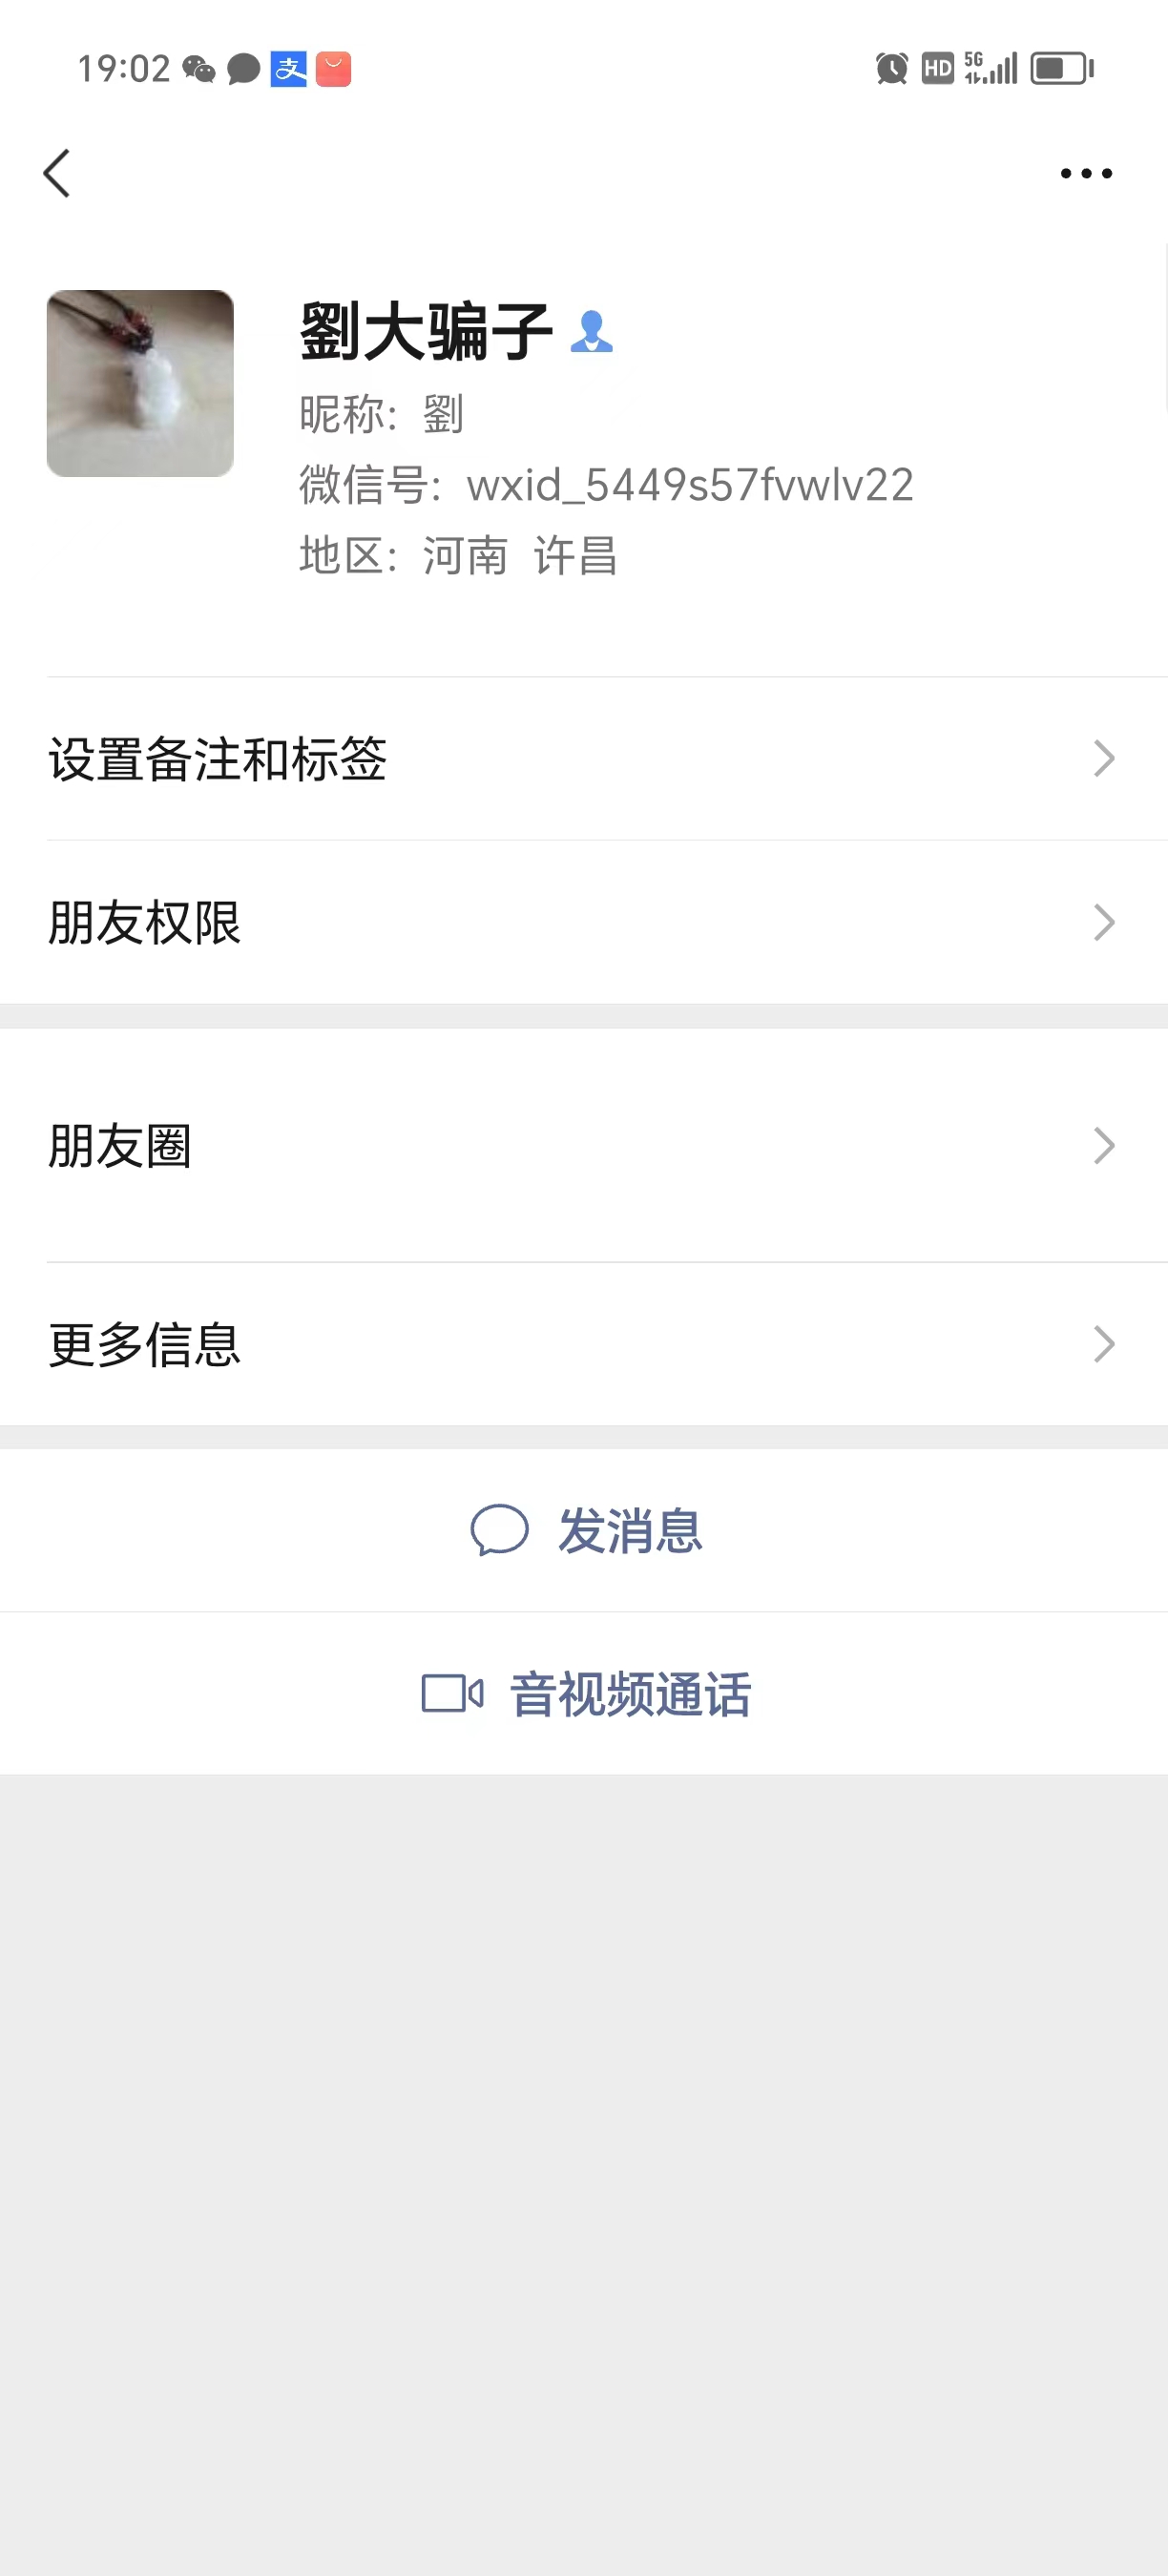 19:02 支 HD 5G
劉大骗子
昵称: 劉
微信号: wxid_5449s57fvwlv22
地区: 河南 许昌
设置备注和标签
朋友权限
朋友圈
更多信息
发消息
音视频通话